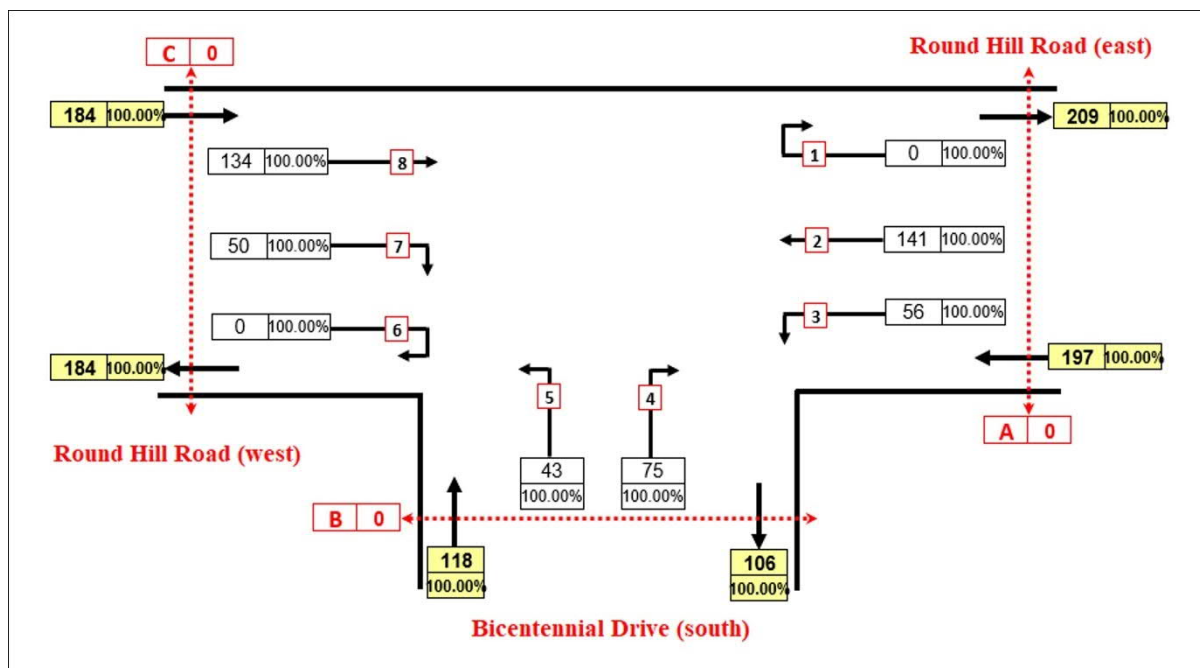 C 0
Round Hill Road (east)
184 100.00%
209 100.00%
134 100.00% 8
1 0 100.00%
50 100.00% 7
2 141 100.00%
0 100.00% 6
3 56 100.00%
184 100.00%
197 100.00%
5
4
A 0
Round Hill Road (west)
43
100.00%
75
100.00%
B 0
118
100.00%
106
100.00%
Bicentennial Drive (south)